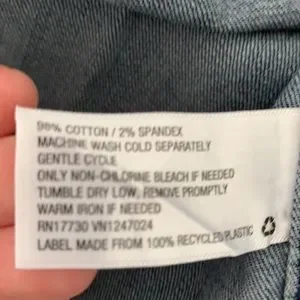 98% COTTON / 2% SPANDEX
MACHINE WASH COLD SEPARATELY
GENTLE CYCLE
ONLY NON-CHLORINE BLEACH IF NEEDED
TUMBLE DRY LOW, REMOVE PROMPTLY
WARM IRON IF NEEDED
RN17730 VN1247024
LABEL MADE FROM 100% RECYCLED PLASTIC